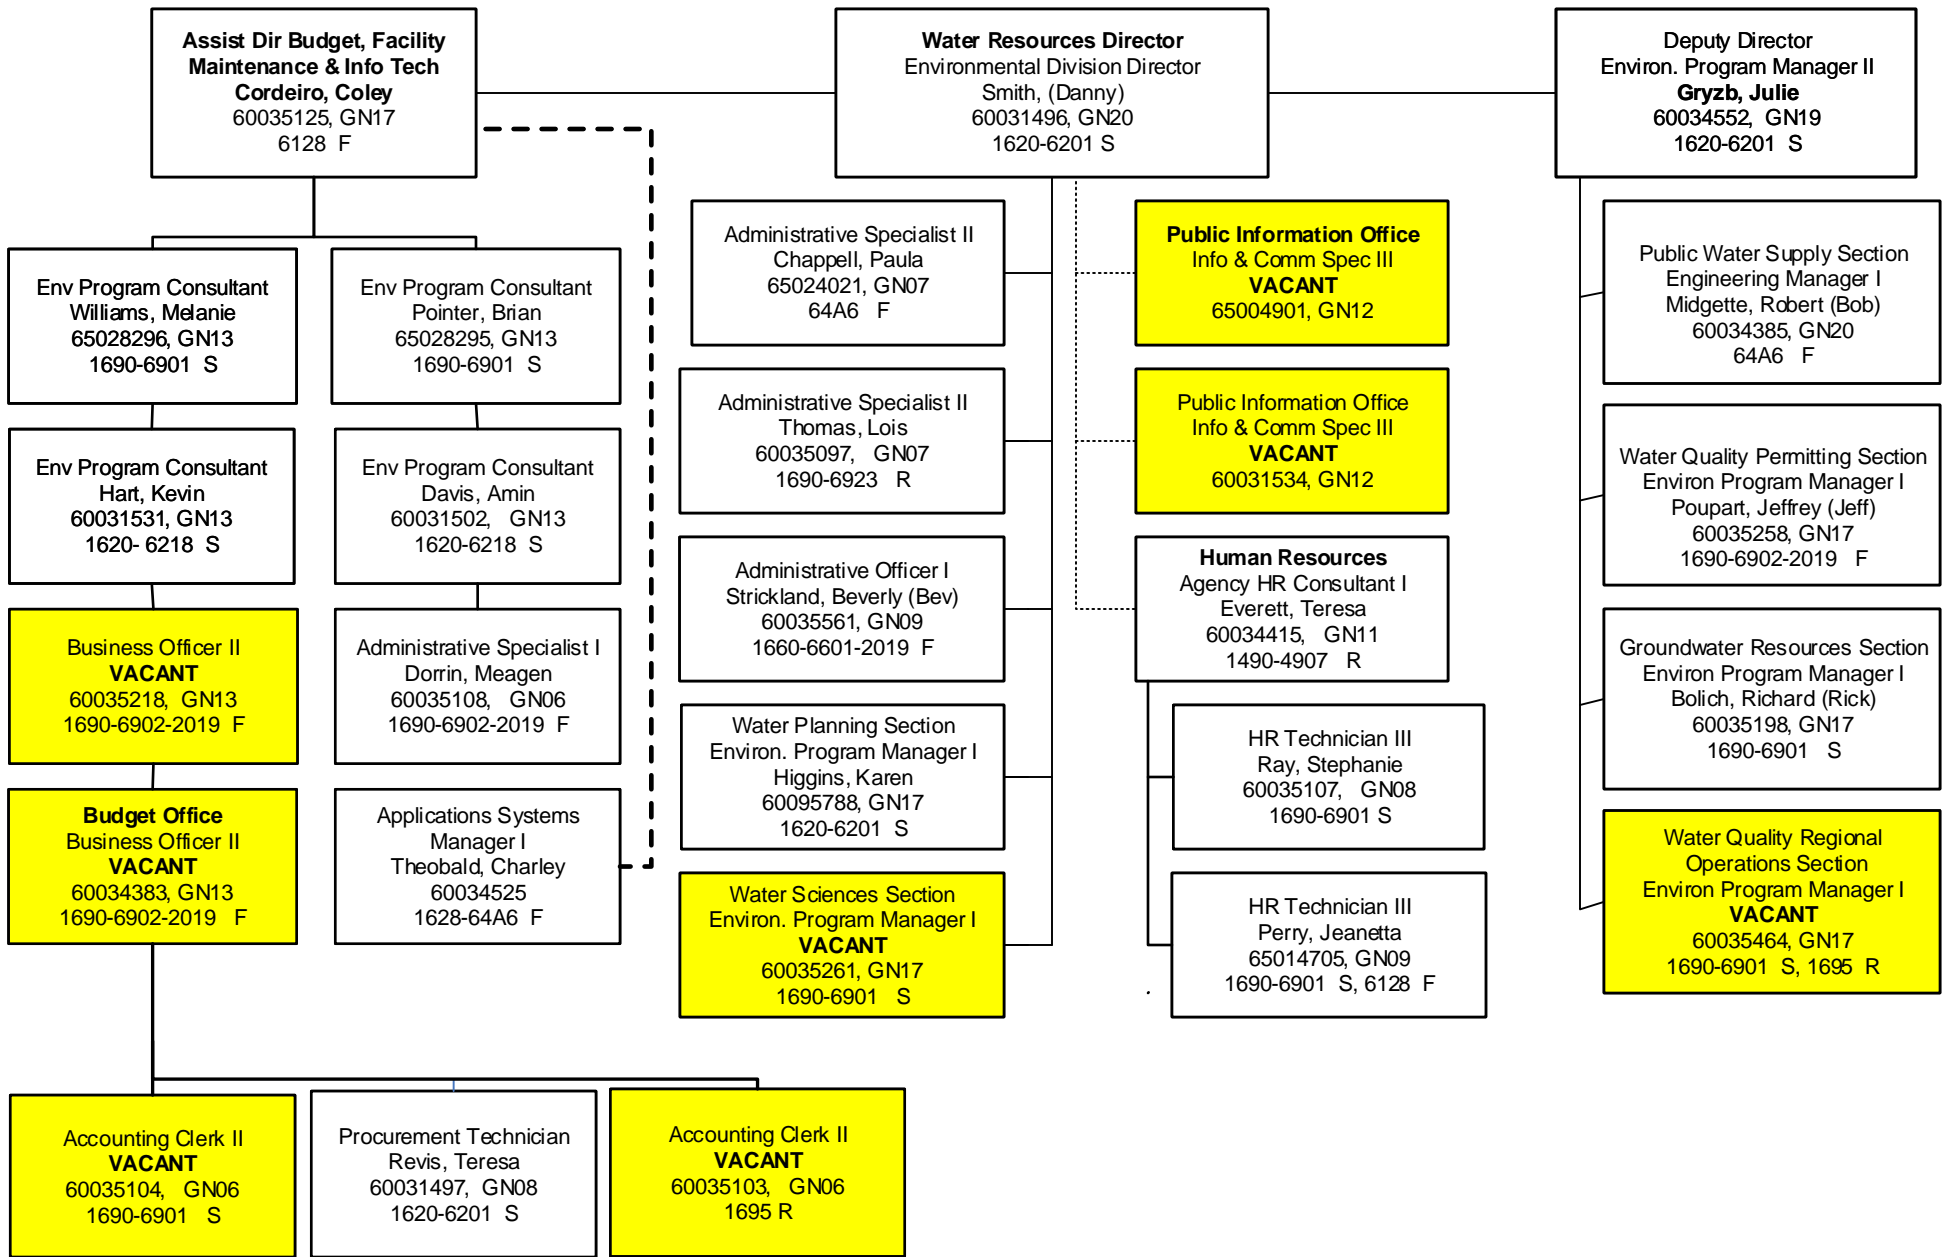 Assist Dir Budget, Facility
Maintenance & Info Tech
Cordeiro, Coley
60035125, GN17
6128 F
Water Resources Director
Environmental Division Director
Smith, (Danny)
60031496, GN20
1620-6201 S
Deputy Director
Environ. Program Manager II
Gryzb, Julie
60034552, GN19
1620-6201 S
Env Program Consultant
Williams, Melanie
65028296, GN13
1690-6901 S
Env Program Consultant
Pointer, Brian
65028295, GN13
1690-6901 S
Env Program Consultant
Hart, Kevin
60031531, GN13
1620- 6218 S
Env Program Consultant
Davis, Amin
60031502, GN13
1620-6218 S
Business Officer II
VACANT
60035218, GN13
1690-6902-2019 F
Administrative Specialist I
Dorrin, Meagen
60035108, GN06
1690-6902-2019 F
Budget Office
Business Officer II
VACANT
60034383, GN13
1690-6902-2019 F
Applications Systems
Manager I
Theobald, Charley
60034525
1628-64A6 F
Accounting Clerk II
VACANT
60035104, GN06
1690-6901 S
Procurement Technician
Revis, Teresa
60031497, GN08
1620-6201 S
Accounting Clerk II
VACANT
60035103, GN06
1695 R
Administrative Specialist II
Chappell, Paula
65024021, GN07
64A6 F
Administrative Specialist II
Thomas, Lois
60035097, GN07
1690-6923 R
Administrative Officer I
Strickland, Beverly (Bev)
60035561, GN09
1660-6601-2019 F
Water Planning Section
Environ. Program Manager I
Higgins, Karen
60095788, GN17
1620-6201 S
Water Sciences Section
Environ. Program Manager I
VACANT
60035261, GN17
1690-6901 S
Public Information Office
Info & Comm Spec III
VACANT
65004901, GN12
Public Information Office
Info & Comm Spec III
VACANT
60031534, GN12
Human Resources
Agency HR Consultant I
Everett, Teresa
60034415, GN11
1490-4907 R
HR Technician III
Ray, Stephanie
60035107, GN08
1690-6901 S
HR Technician III
Perry, Jeanetta
65014705, GN09
1690-6901 S, 6128 F
.
Public Water Supply Section
Engineering Manager I
Midgette, Robert (Bob)
60034385, GN20
64A6 F
Water Quality Permitting Section
Environ Program Manager I
Poupart, Jeffrey (Jeff)
60035258, GN17
1690-6902-2019 F
Groundwater Resources Section
Environ Program Manager I
Bolich, Richard (Rick)
60035198, GN17
1690-6901 S
Water Quality Regional
Operations Section
Environ Program Manager I
VACANT
60035464, GN17
1690-6901 S, 1695 R